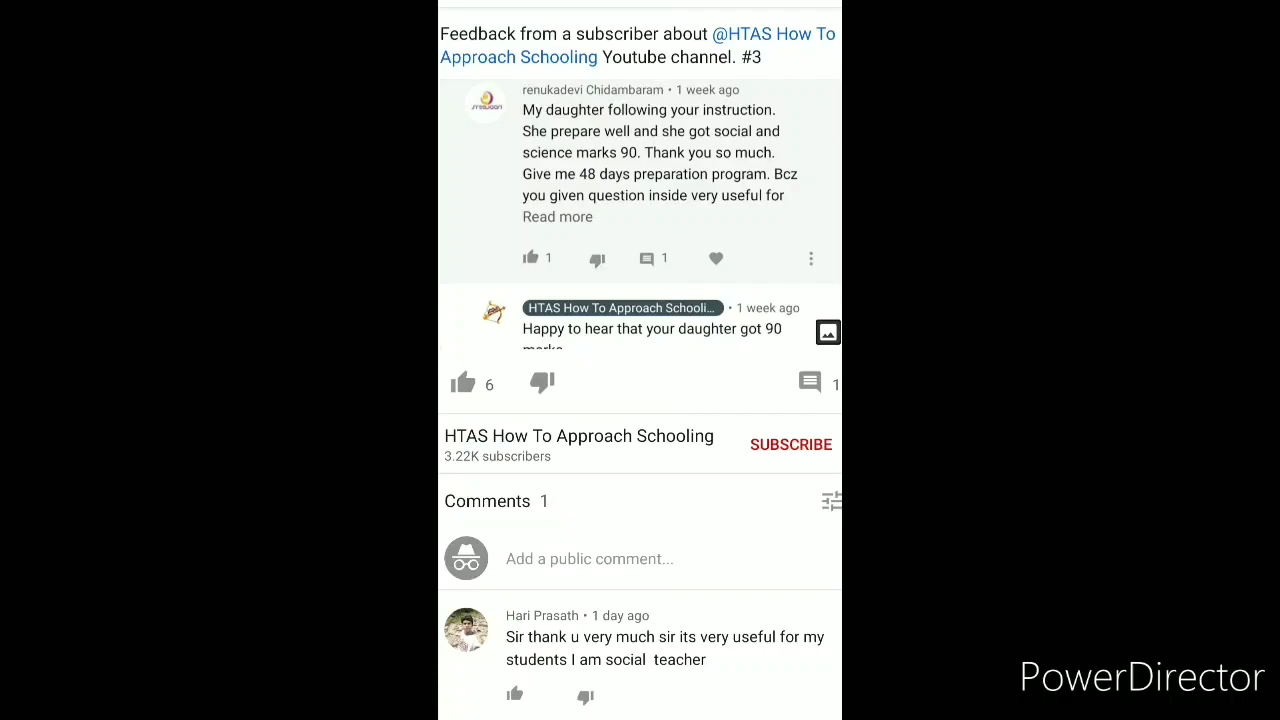 Feedback from a subscriber about @HTAS How To
Approach Schooling Youtube channel. #3
renukadevi Chidambaram • 1 week ago
My daughter following your instruction.
She prepare well and she got social and
science marks 90. Thank you so much.
Give me 48 days preparation program. Bcz
you given question inside very useful for
Read more
1 1
HTAS How To Approach Schooli... • 1 week ago
Happy to hear that your daughter got 90
6 1
HTAS How To Approach Schooling
SUBSCRIBE
3.22K subscribers
Comments 1
Add a public comment...
Hari Prasath • 1 day ago
Sir thank u very much sir its very useful for my
students I am social teacher
PowerDirector